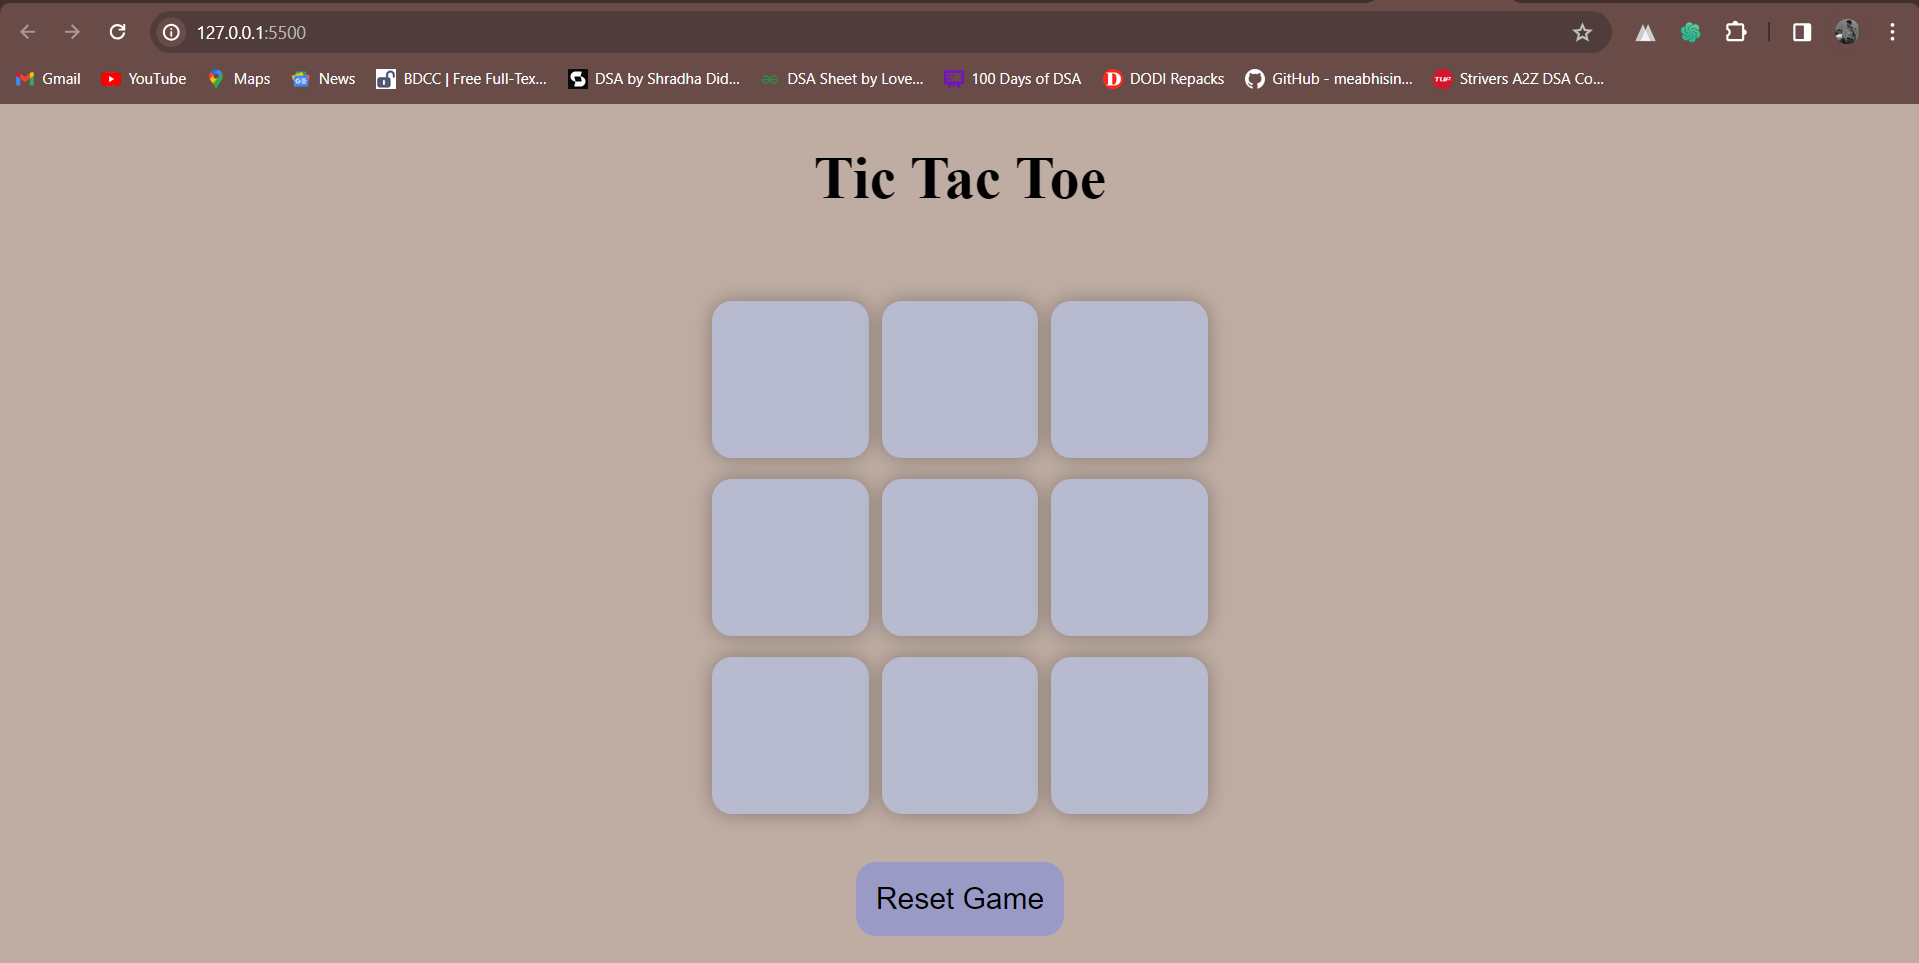 127.0.0.1:5500
Gmail YouTube Maps News BDCC | Free Full-Tex... DSA by Shradha Did... DSA Sheet by Love... 100 Days of DSA DODI Repacks GitHub - meabhisin... Strivers A2Z DSA Co...
Tic Tac Toe
Reset Game